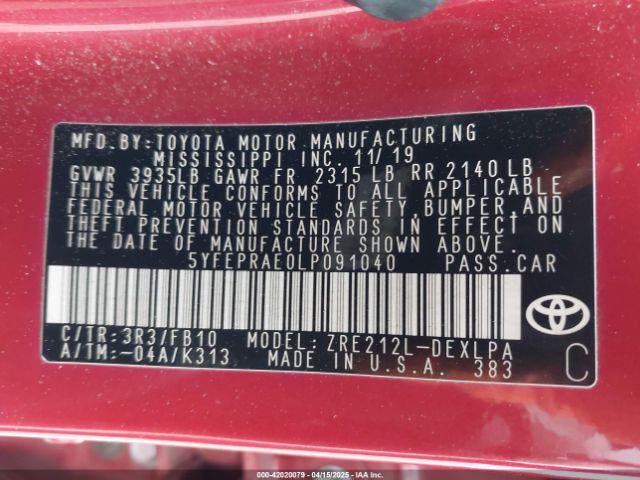 MFD.BY:TOYOTA MOTOR MANUFACTURING
MISSISSIPPI INC. 11/19
GVWR 3935LB GAWR FR 2315 LB RR 2140 LB
THIS VEHICLE CONFORMS TO ALL APPLICABLE
FEDERAL MOTOR VEHICLE SAFETY,BUMPER,AND
THEFT PREVENTION STANDARDS IN EFFECT ON
THE DATE OF MANUFACTURE SHOWN ABOVE.
5YFEPRAE0LP091040 PASS.CAR
C/TR:3R3/FB10 MODEL:ZRE212L-DEXLPA
A/TM:-04A/K313 MADE IN U.S.A. 383
C
000-42020079 - 04/15/2025 - IAA Inc.